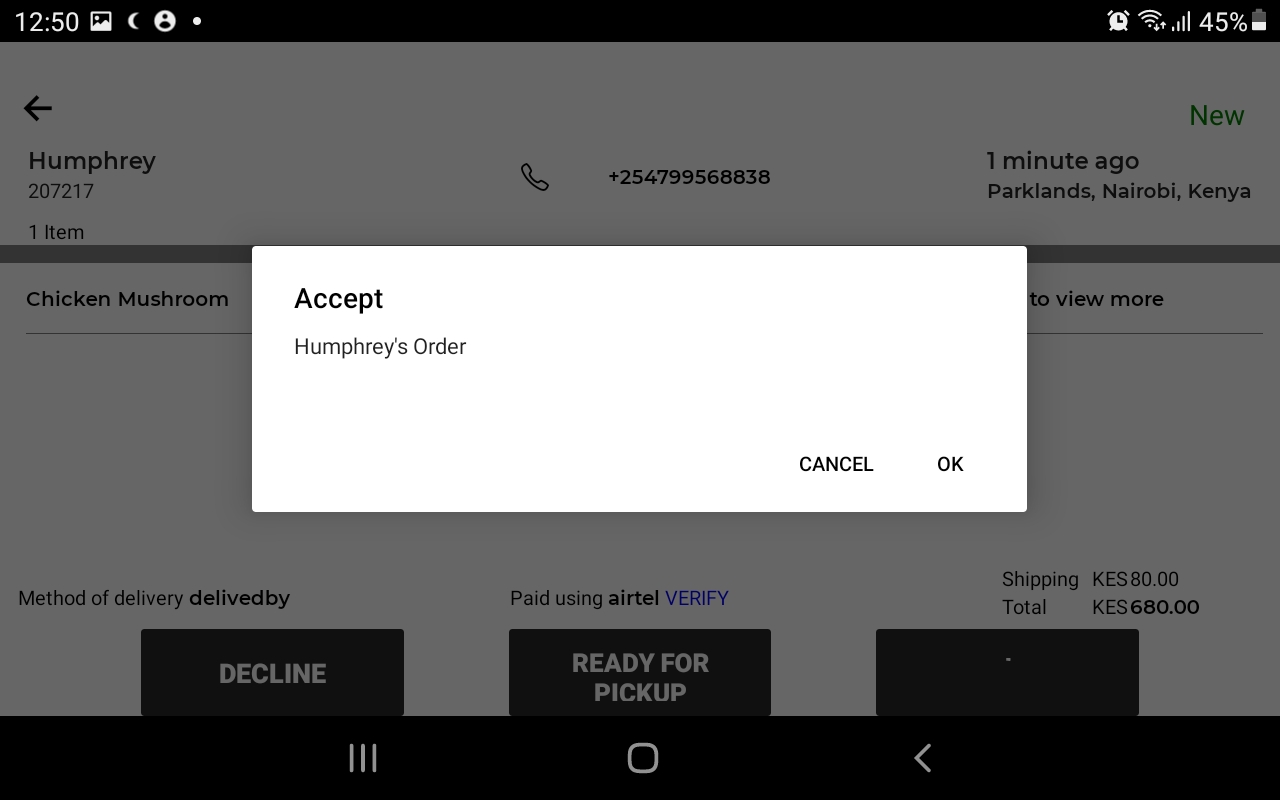 12:50
45%
New
Humphrey
207217
1 Item
+254799568838
1 minute ago
Parklands, Nairobi, Kenya
Chicken Mushroom
to view more
Accept
Humphrey's Order
CANCEL
OK
Method of delivery delivedby
Paid using airtel VERIFY
Shipping KES80.00
Total KES680.00
DECLINE
READY FOR
PICKUP
-